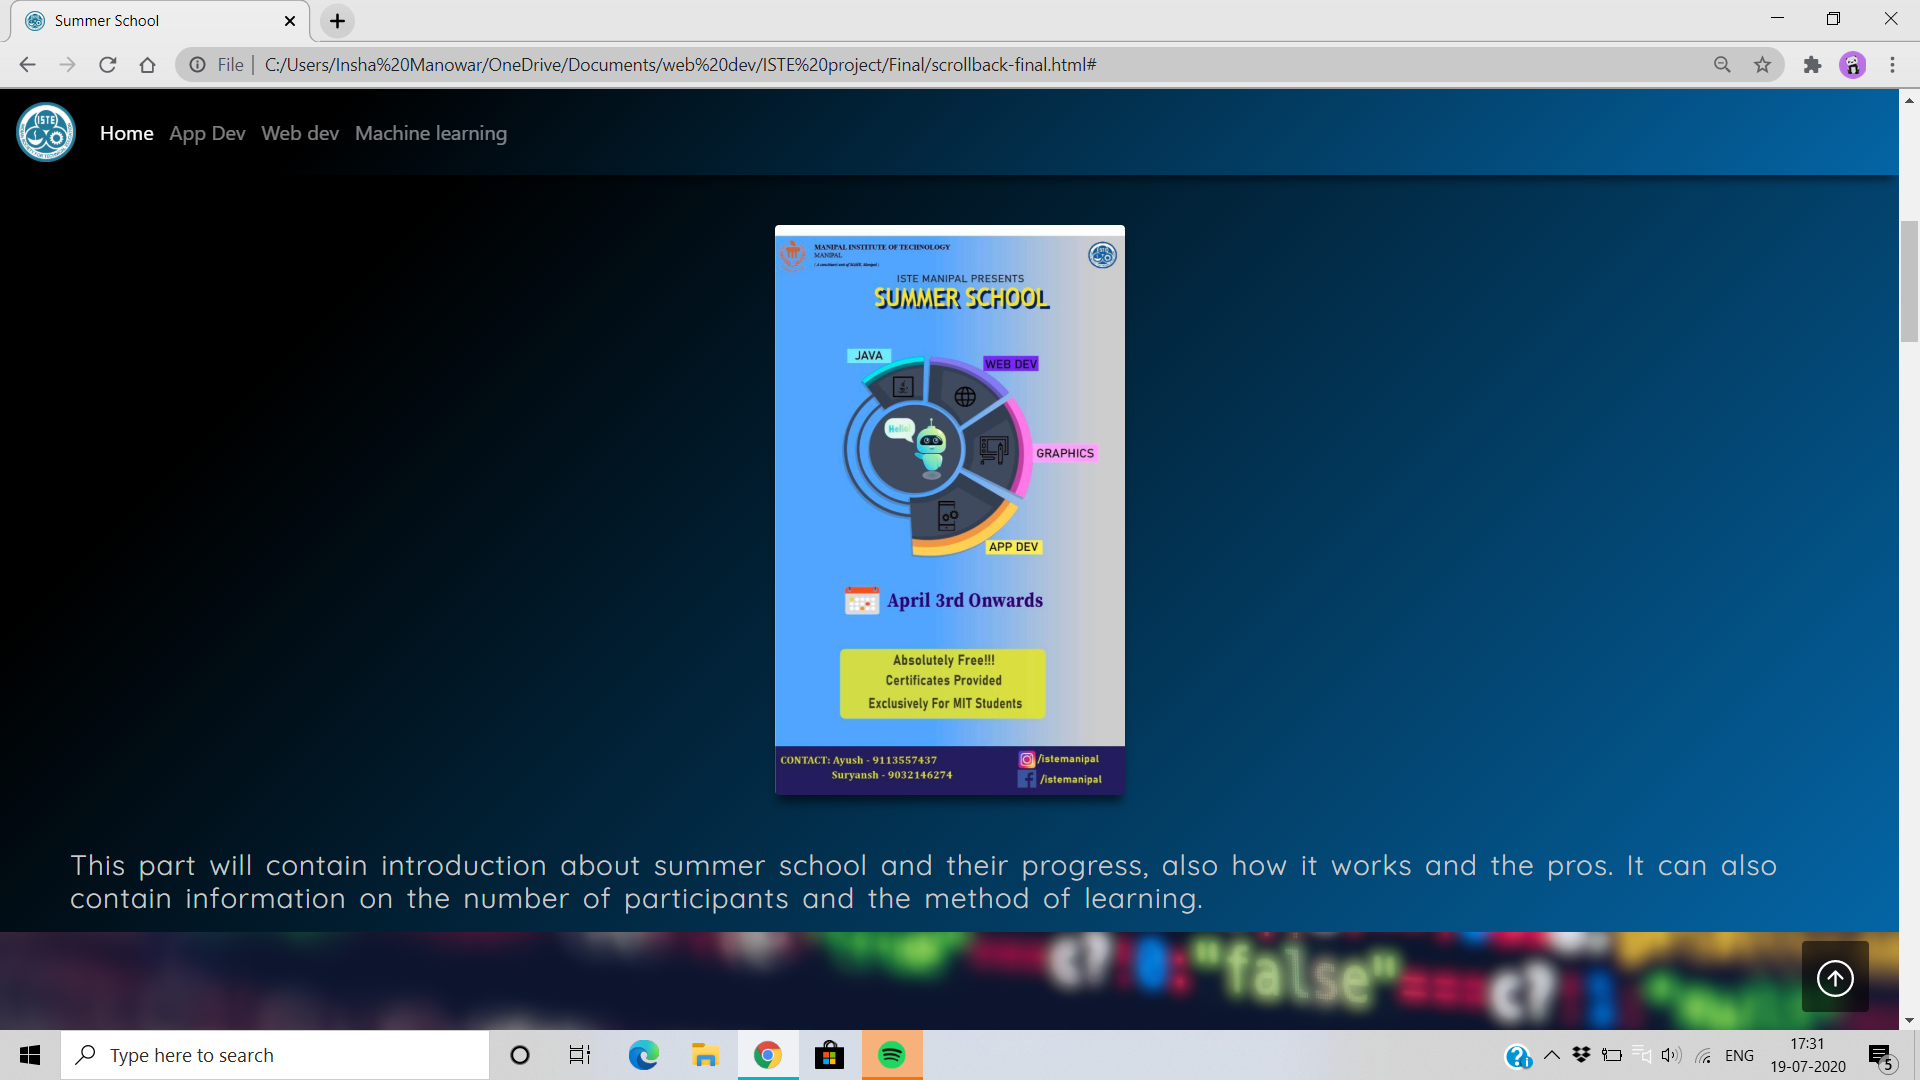 Summer School
File | C:/Users/Insha%20Manowar/OneDrive/Documents/web%20dev/ISTE%20project/Final/scrollback-final.html#
ISTE
Home App Dev Web dev Machine learning
MANIPAL INSTITUTE OF TECHNOLOGY
MANIPAL
ISTE MANIPAL PRESENTS
SUMMER SCHOOL
JAVA
WEB DEV
Hello!
GRAPHICS
APP DEV
April 3rd Onwards
Absolutely Free!!!
Certificates Provided
Exclusively For MIT Students
CONTACT: Ayush - 9113557437
Suryansh - 9032146274
/istemanipal
/istemanipal
This part will contain introduction about summer school and their progress, also how it works and the pros. It can also
contain information on the number of participants and the method of learning.
c? 0:"false"===c?
Type here to search
ENG
17:31
19-07-2020
5